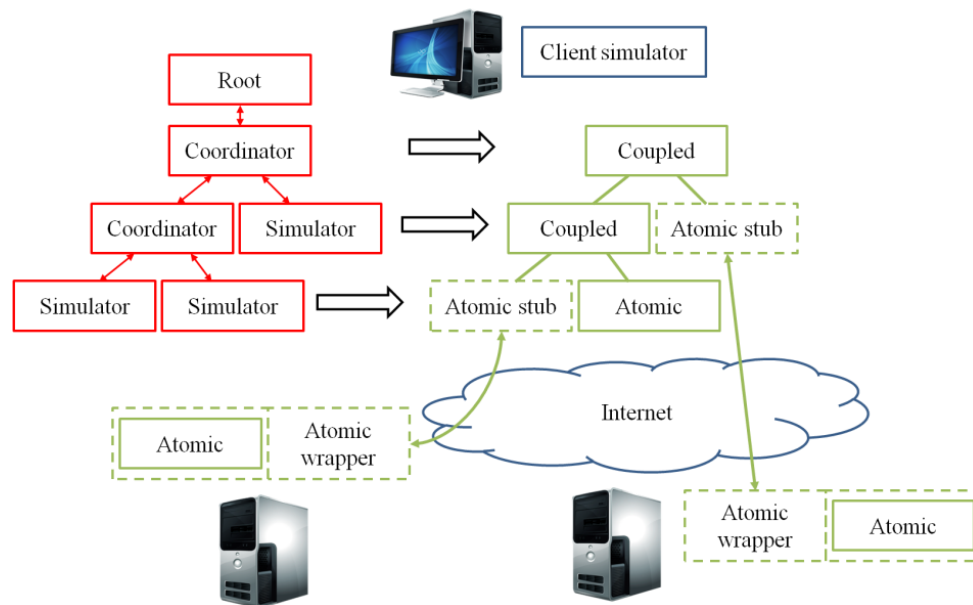 Client simulator
Root
Coordinator
Coupled
Coordinator
Simulator
Coupled
Atomic stub
Simulator
Simulator
Atomic stub
Atomic
Internet
Atomic
Atomic
wrapper
Atomic
wrapper
Atomic